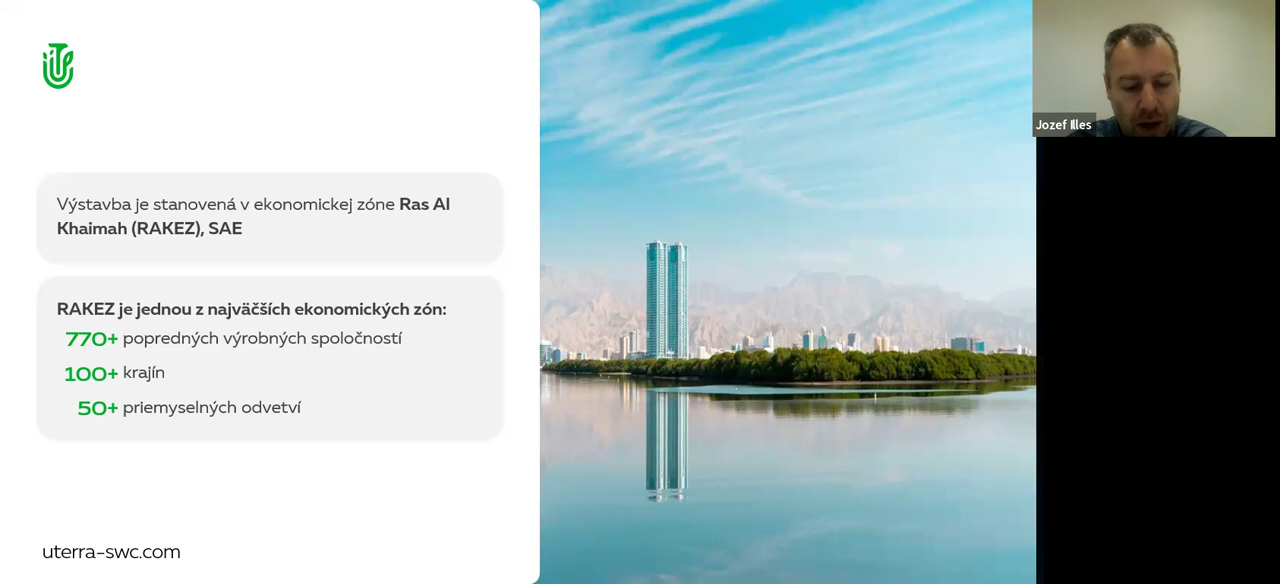 Výstavba je stanovená v ekonomickej zóne Ras Al
Khaimah (RAKEZ), SAE
RAKEZ je jednou z najväčších ekonomických zón:
770+ popredných výrobných spoločností
100+ krajín
50+ priemyselných odvetví
uterra-swc.com
Jozef Illes